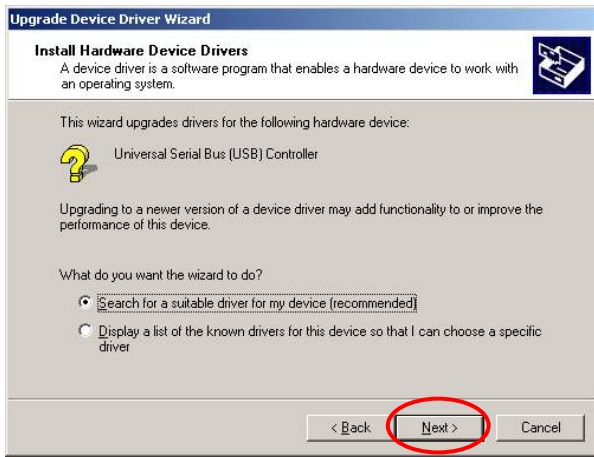 Upgrade Device Driver Wizard
Install Hardware Device Drivers
A device driver is a software program that enables a hardware device to work with
an operating system.
This wizard upgrades drivers for the following hardware device:
Universal Serial Bus (USB) Controller
Upgrading to a newer version of a device driver may add functionality to or improve the
performance of this device.
What do you want the wizard to do?
Search for a suitable driver for my device (recommended)
Display a list of the known drivers for this device so that I can choose a specific
driver
< Back Next > Cancel